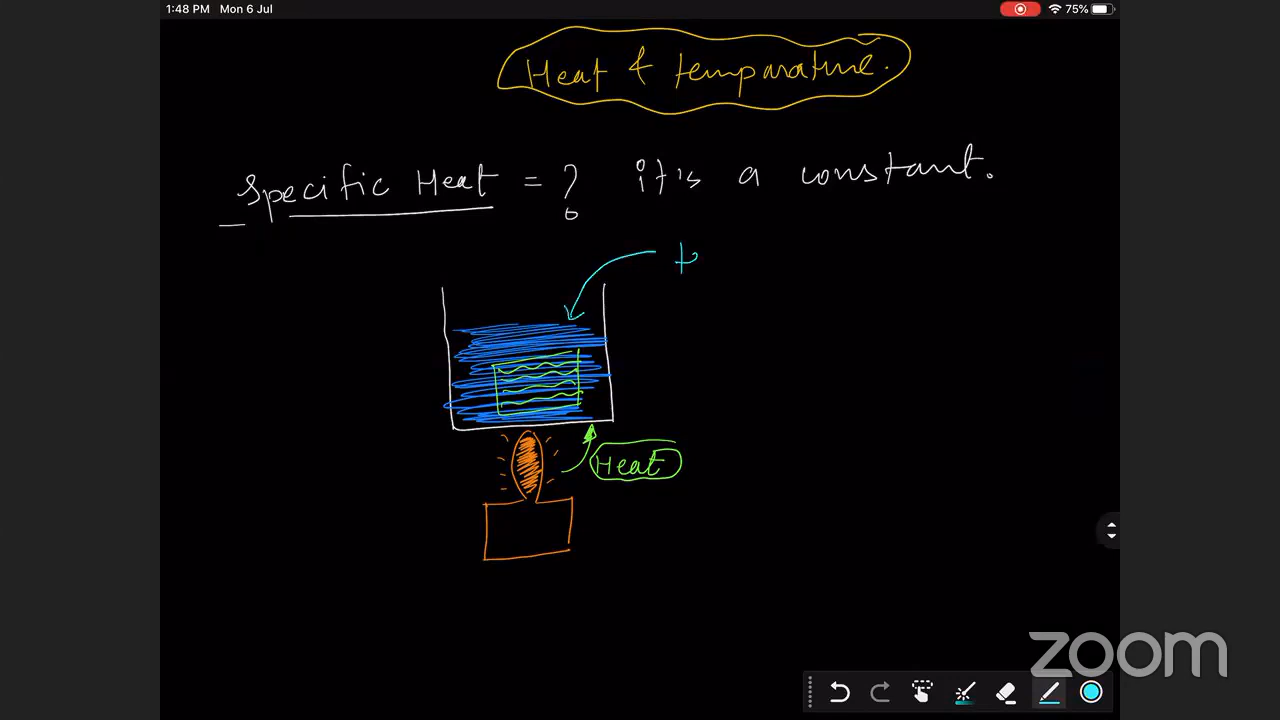 1:48 PM Mon 6 Jul
75%
Heat & temparature.
Specific Heat = ? it's a constant.
Heat
zoom